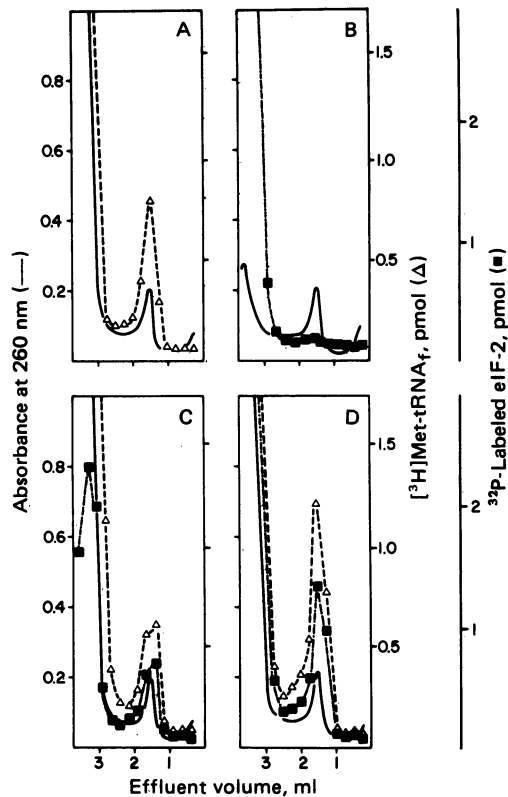 A
B
0.8
0.6
0.4
0.2
1.5
1.0
0.5
2
1
C
D
0.8
0.6
0.4
0.2
1.5
1.0
0.5
2
1
Absorbance at 260 nm (—)
[³H]Met-tRNA_f, pmol (Δ)
³²P-Labeled eIF-2, pmol (■)
3 2 1
3 2 1
Effluent volume, ml